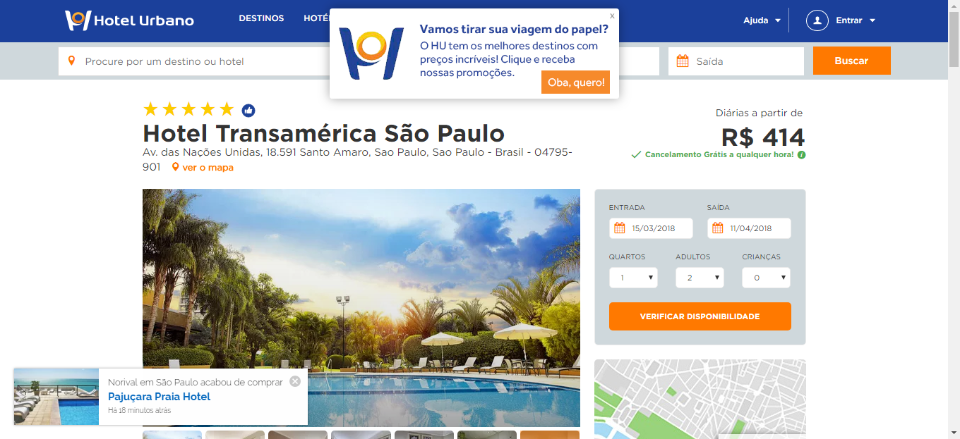 Hotel Urbano
DESTINOS
Ajuda
Entrar
x
Vamos tirar sua viagem do papel?
O HU tem os melhores destinos com
preços incríveis! Clique e receba
nossas promoções.
Oba, quero!
Procure por um destino ou hotel
Saída
Buscar
Hotel Transamérica São Paulo
Av. das Nações Unidas, 18.591 Santo Amaro, Sao Paulo, Sao Paulo - Brasil - 04795-
901 ver o mapa
Diárias a partir de
R$ 414
Cancelamento Grátis a qualquer hora! i
ENTRADA
SAÍDA
15/03/2018
11/04/2018
QUARTOS
ADULTOS
CRIANÇAS
1
2
0
VERIFICAR DISPONIBILIDADE
Norival em São Paulo acabou de comprar
Pajuçara Praia Hotel
Há 18 minutos atrás